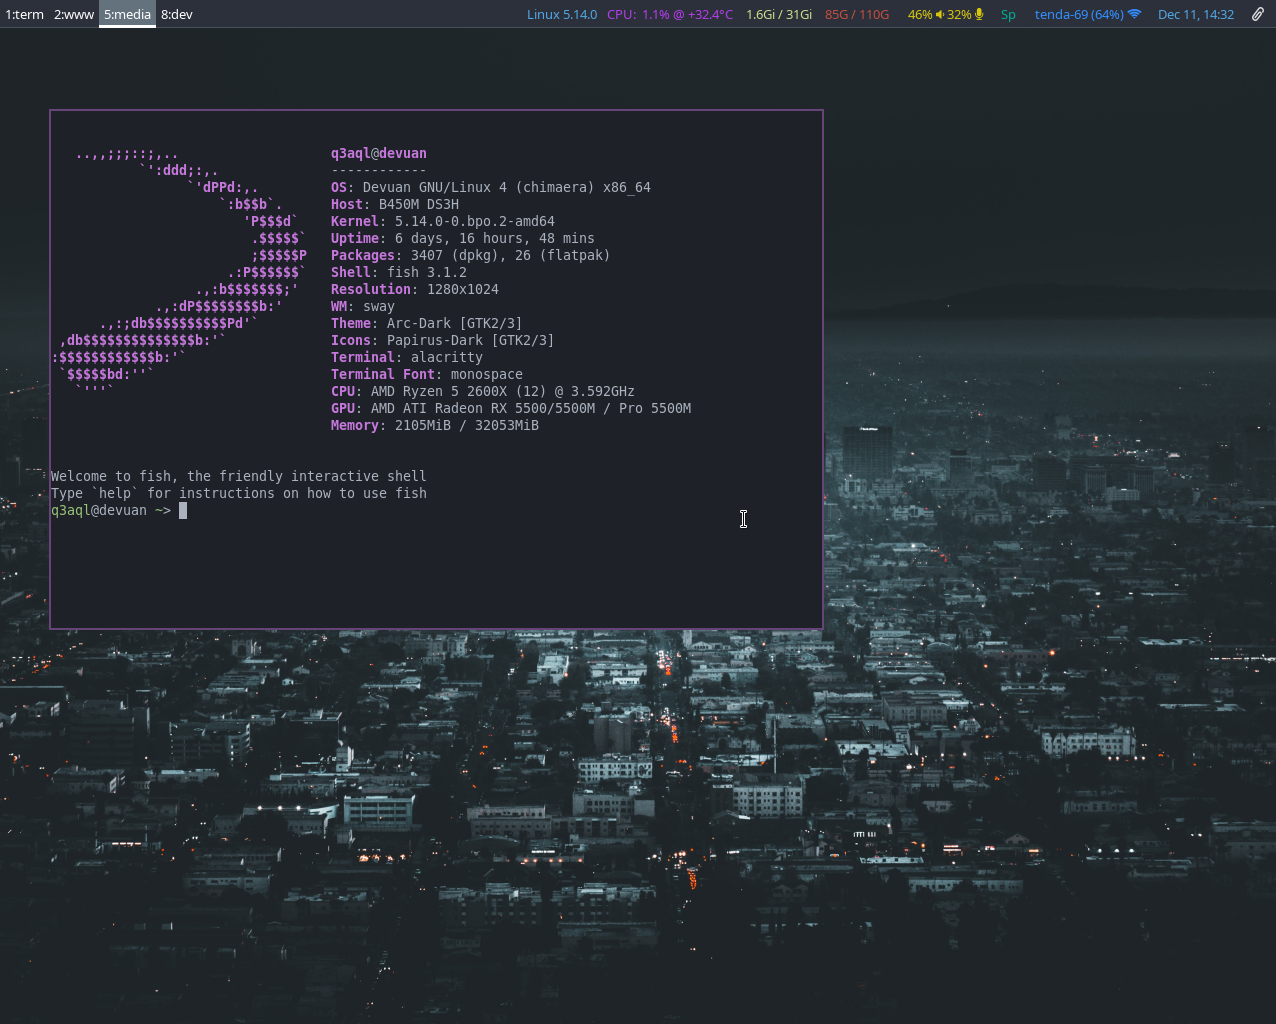 1:term 2:www 5:media 8:dev Linux 5.14.0 CPU: 1.1% @ +32.4°C 1.6Gi / 31Gi 85G / 110G 46% 32% Sp tenda-69 (64%) Dec 11, 14:32
..,,;;;::;,..
`':ddd;:,.
`'dPPd:,.
`:b$$b`.
'P$$$d`
.$$$$$`
;$$$$$P
.:P$$$$$$`
.,:b$$$$$$$;'
.,:dP$$$$$$$$b:'
.,:;db$$$$$$$$$$Pd'`
,db$$$$$$$$$$$$$$b:'`
:$$$$$$$$$$$$b:'`
`$$$$$bd:''`
`'''`
q3aql@devuan
------------
OS: Devuan GNU/Linux 4 (chimaera) x86_64
Host: B450M DS3H
Kernel: 5.14.0-0.bpo.2-amd64
Uptime: 6 days, 16 hours, 48 mins
Packages: 3407 (dpkg), 26 (flatpak)
Shell: fish 3.1.2
Resolution: 1280x1024
WM: sway
Theme: Arc-Dark [GTK2/3]
Icons: Papirus-Dark [GTK2/3]
Terminal: alacritty
Terminal Font: monospace
CPU: AMD Ryzen 5 2600X (12) @ 3.592GHz
GPU: AMD ATI Radeon RX 5500/5500M / Pro 5500M
Memory: 2105MiB / 32053MiB
Welcome to fish, the friendly interactive shell
Type `help` for instructions on how to use fish
q3aql@devuan ~>